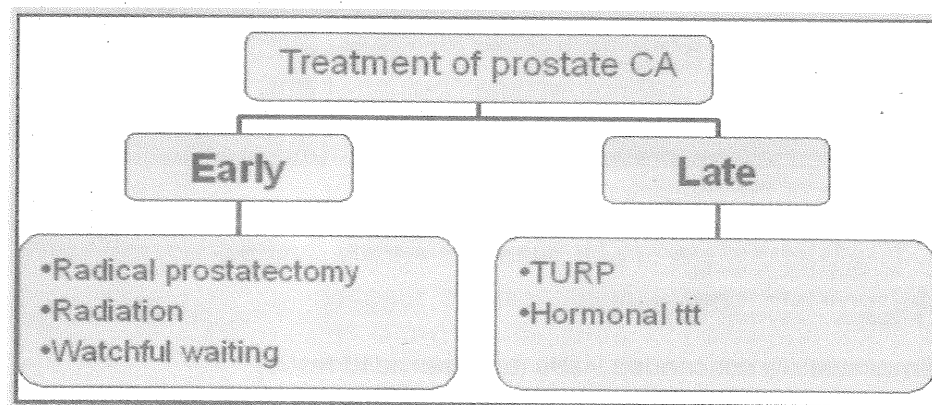 Treatment of prostate CA
Early
Late
•Radical prostatectomy
•Radiation
•Watchful waiting
•TURP
•Hormonal ttt